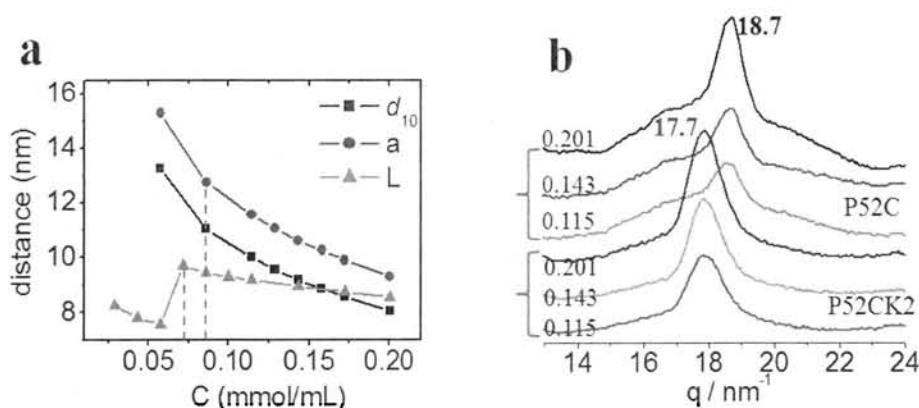 a
distance (nm)
16
14
12
10
8
0.05
0.10
0.15
0.20
C (mmol/mL)
d₁₀
a
L
b
18.7
17.7
0.201
0.143
0.115
P52C
0.201
0.143
0.115
P52CK2
14
16
18
20
22
24
q / nm⁻¹